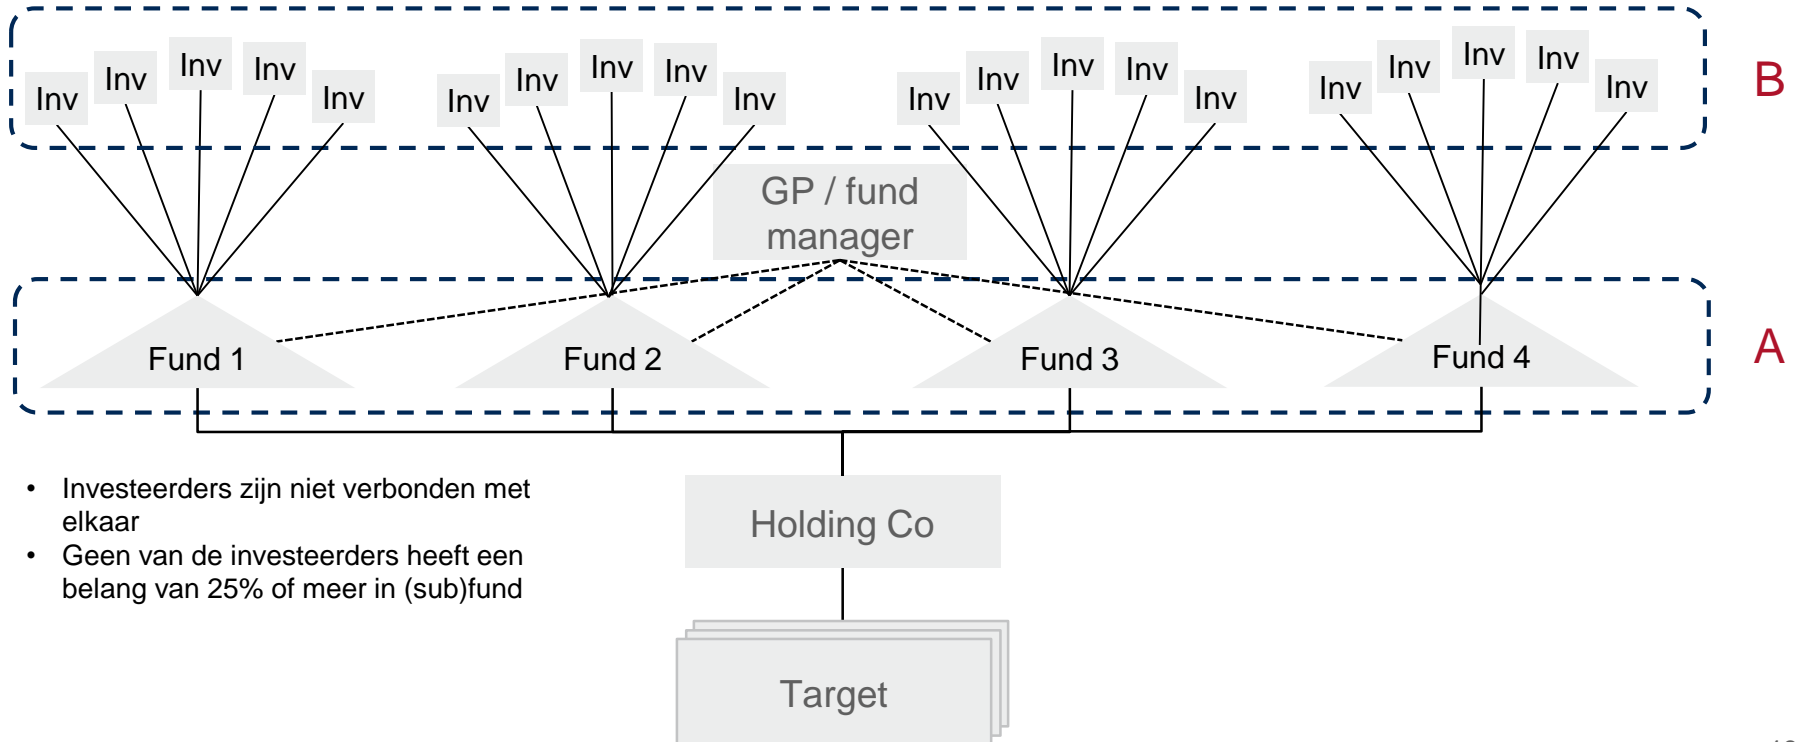 Inv Inv Inv Inv Inv Inv Inv Inv Inv Inv Inv Inv Inv Inv Inv Inv Inv Inv Inv Inv
B
GP / fund
manager
Fund 1 Fund 2 Fund 3 Fund 4
A
• Investeerders zijn niet verbonden met
elkaar
• Geen van de investeerders heeft een
belang van 25% of meer in (sub)fund
Holding Co
Target